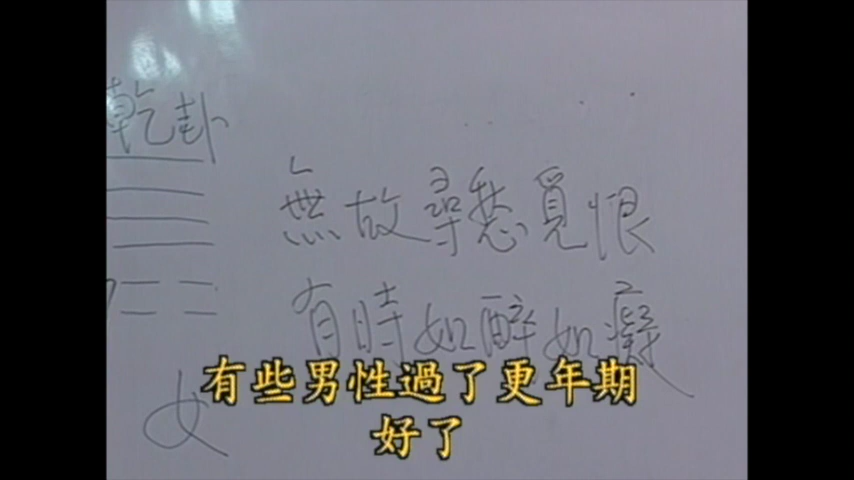 乾卦
無故尋愁覓恨
有時如醉如癡
女
有些男性過了更年期
好了